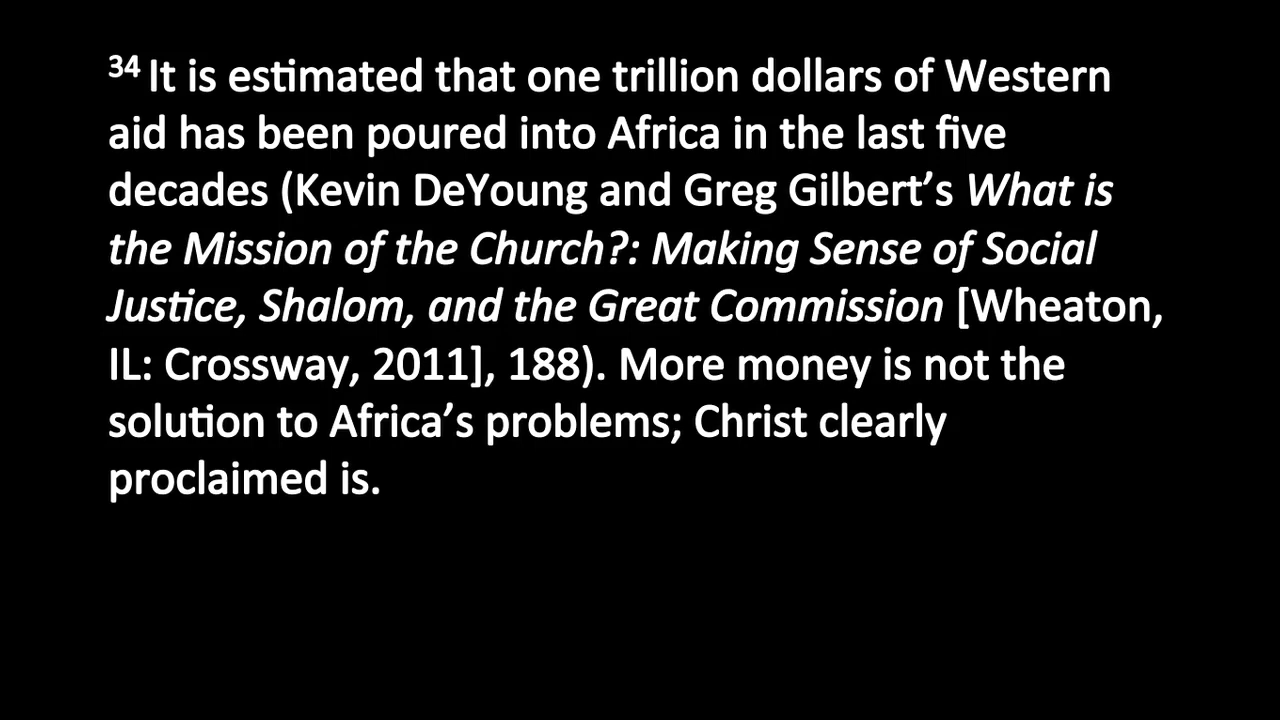 ³⁴ It is estimated that one trillion dollars of Western
aid has been poured into Africa in the last five
decades (Kevin DeYoung and Greg Gilbert’s What is
the Mission of the Church?: Making Sense of Social
Justice, Shalom, and the Great Commission [Wheaton,
IL: Crossway, 2011], 188). More money is not the
solution to Africa’s problems; Christ clearly
proclaimed is.